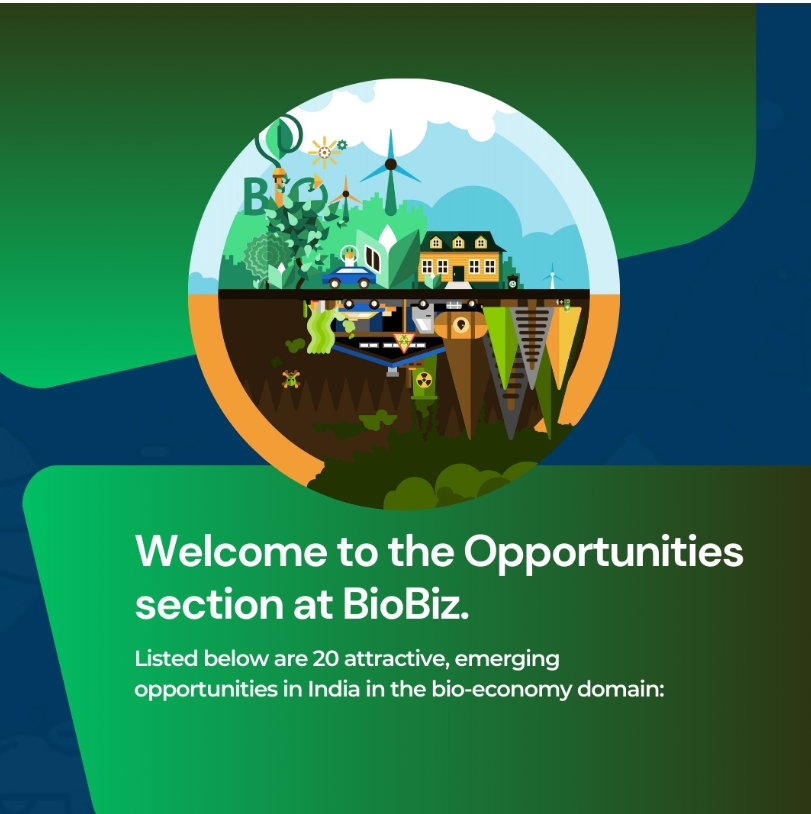 BIO
Welcome to the Opportunities
section at BioBiz.
Listed below are 20 attractive, emerging
opportunities in India in the bio-economy domain: